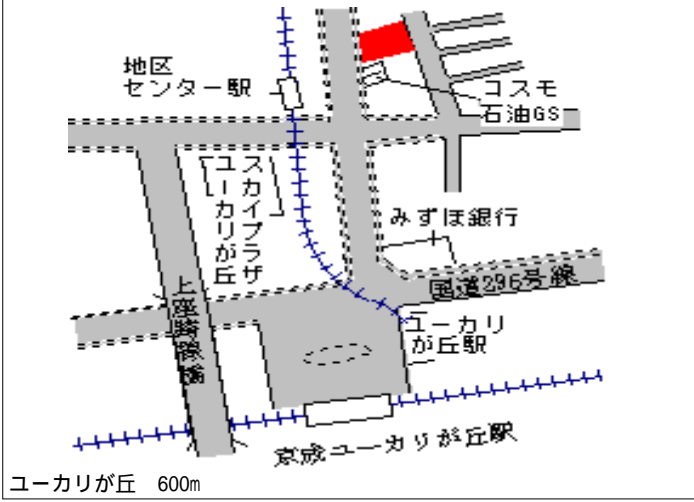 地区
センター駅
コスモ
石油GS
スカイプラザ
ユーカリが丘
みずほ銀行
国道296号線
ユーカリ
が丘駅
上座跨線橋
京成ユーカリが丘駅
ユーカリが丘　600m